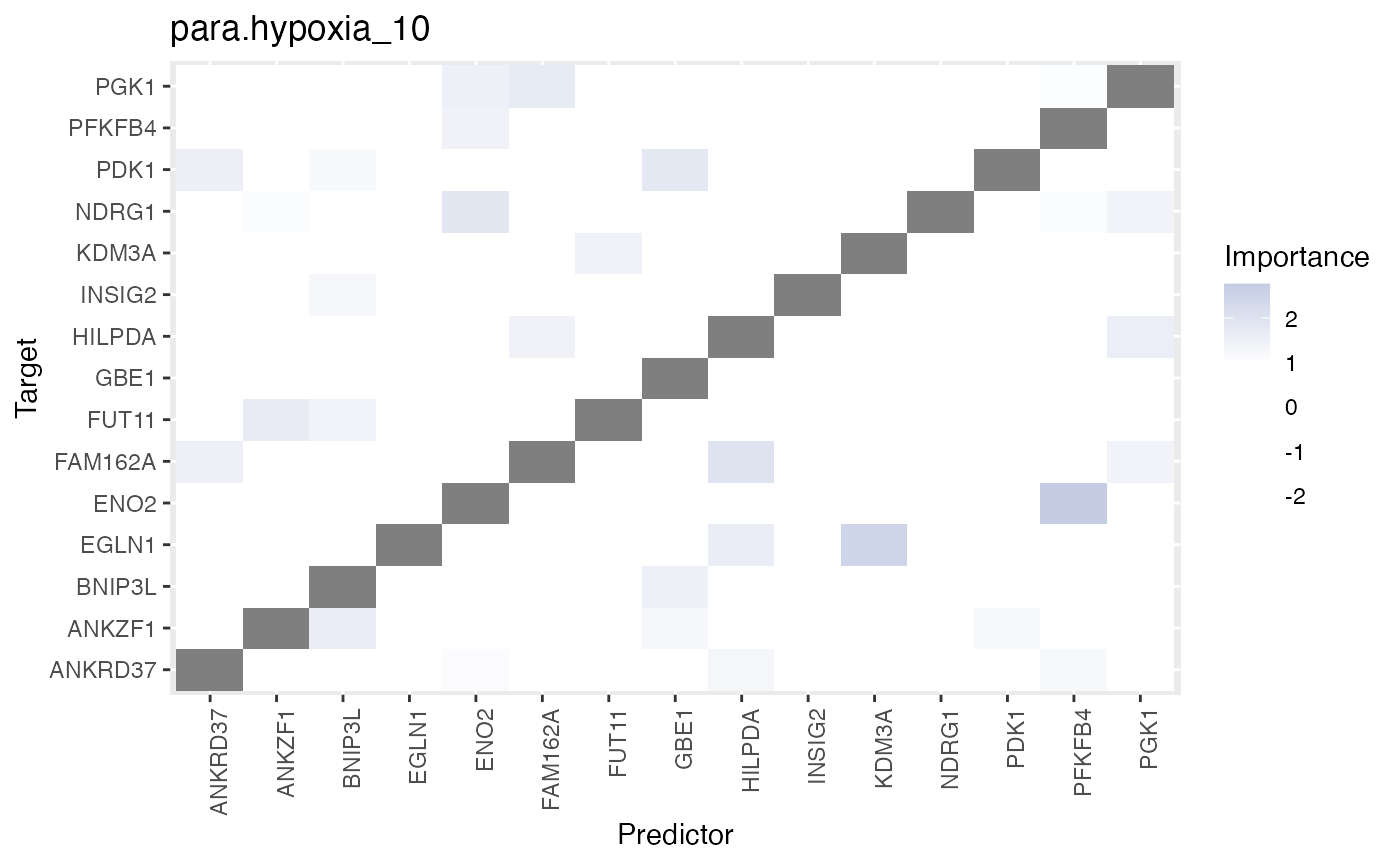 para.hypoxia_10
Target
PGK1
PFKFB4
PDK1
NDRG1
KDM3A
INSIG2
HILPDA
GBE1
FUT11
FAM162A
ENO2
EGLN1
BNIP3L
ANKZF1
ANKRD37
ANKRD37
ANKZF1
BNIP3L
EGLN1
ENO2
FAM162A
FUT11
GBE1
HILPDA
INSIG2
KDM3A
NDRG1
PDK1
PFKFB4
PGK1
Predictor
Importance
2
1
0
-1
-2